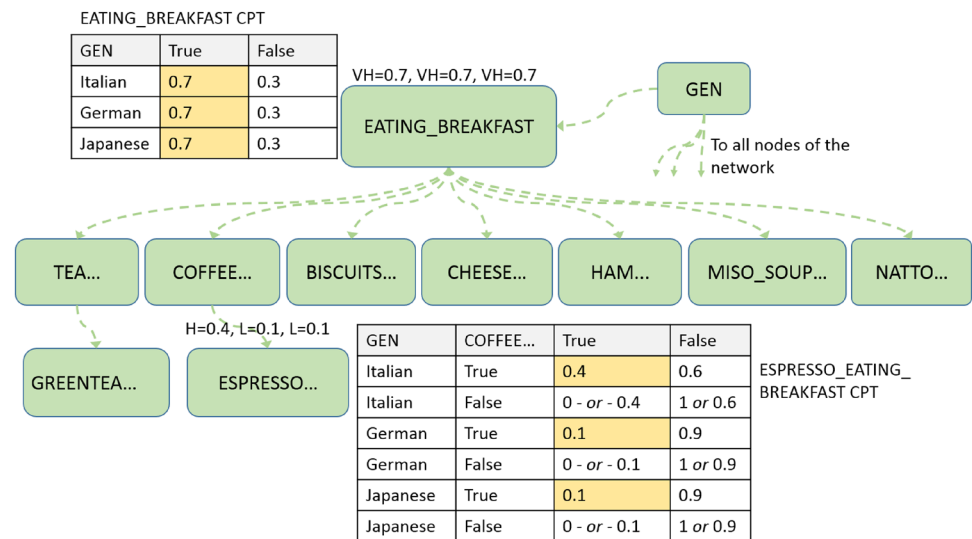 EATING_BREAKFAST CPT
GEN True False
Italian 0.7 0.3
German 0.7 0.3
Japanese 0.7 0.3
VH=0.7, VH=0.7, VH=0.7
EATING_BREAKFAST
GEN
To all nodes of the
network
TEA... COFFEE... BISCUITS... CHEESE... HAM... MISO_SOUP... NATTO...
H=0.4, L=0.1, L=0.1
GREENTEA... ESPRESSO...
GEN COFFEE... True False
Italian True 0.4 0.6
Italian False 0 - or - 0.4 1 or 0.6
German True 0.1 0.9
German False 0 - or - 0.1 1 or 0.9
Japanese True 0.1 0.9
Japanese False 0 - or - 0.1 1 or 0.9
ESPRESSO_EATING_
BREAKFAST CPT